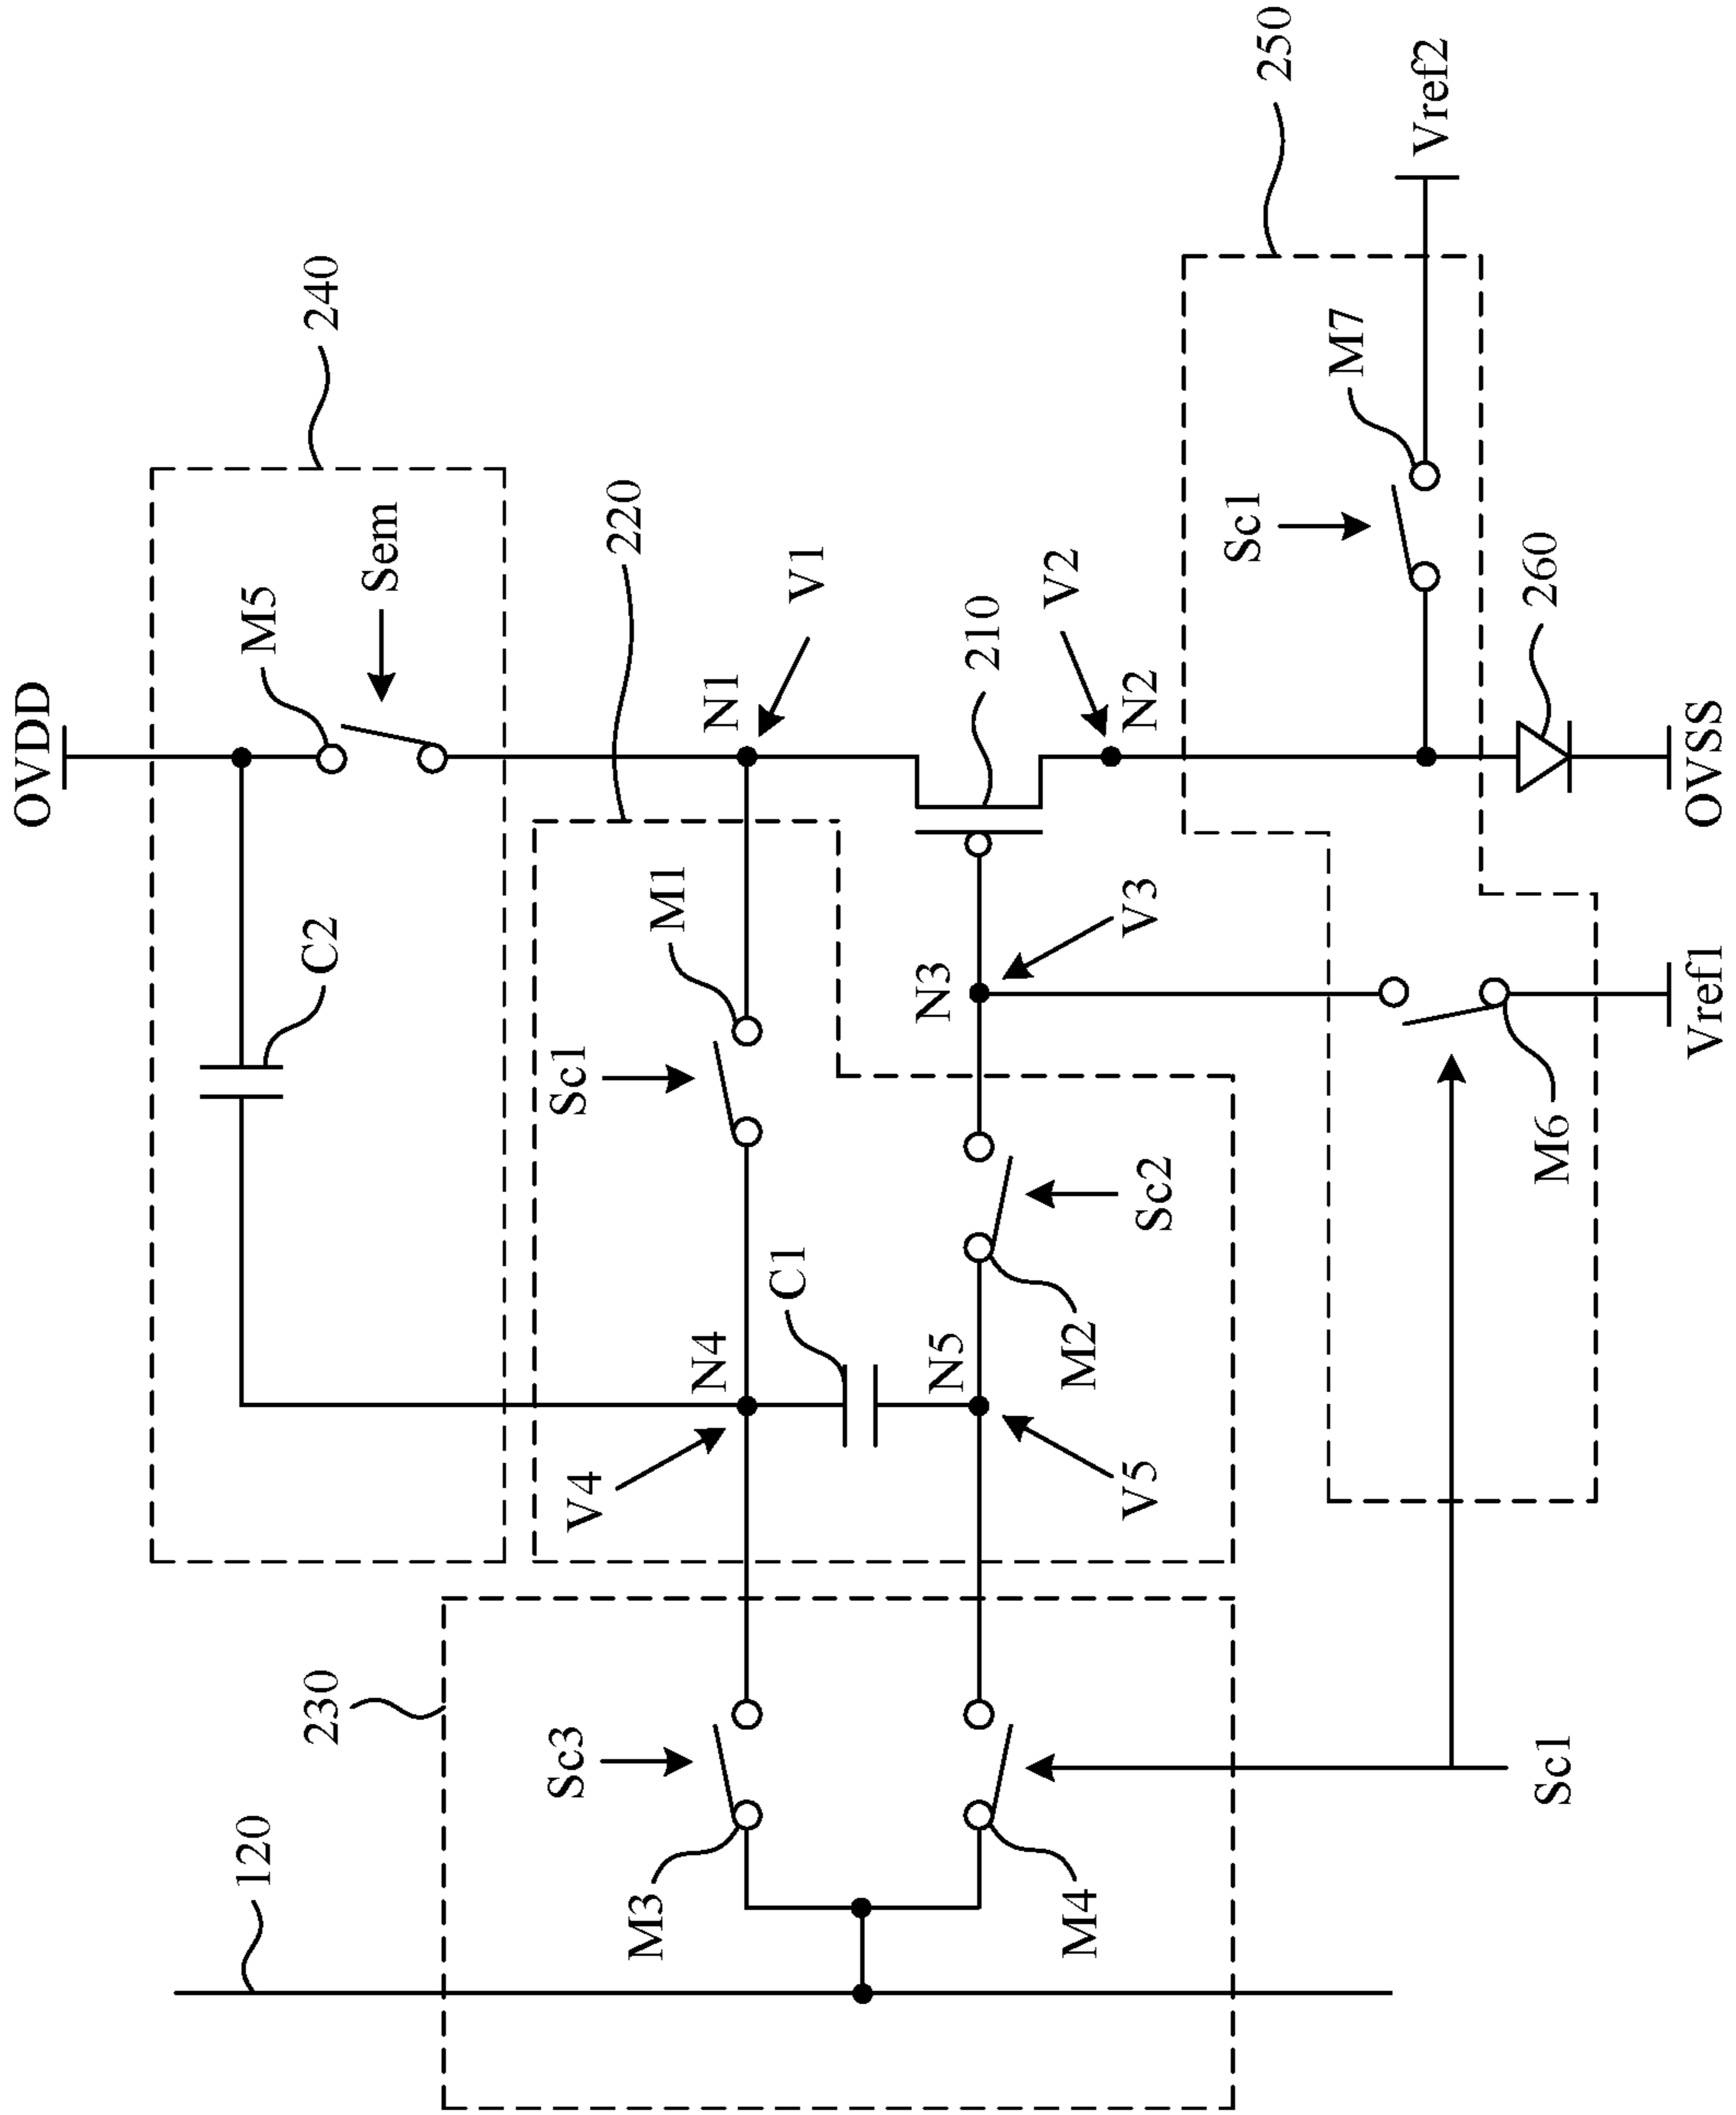 OVDD
240
M5
Sem
C2
220
N1
V1
M1
Sc1
V4
N4
C1
N5
V5
M2
Sc2
N3
V3
210
V2
N2
250
Vref2
M7
Sc1
260
OVSS
Vref1
M6
230
120
Sc3
M3
M4
Sc1